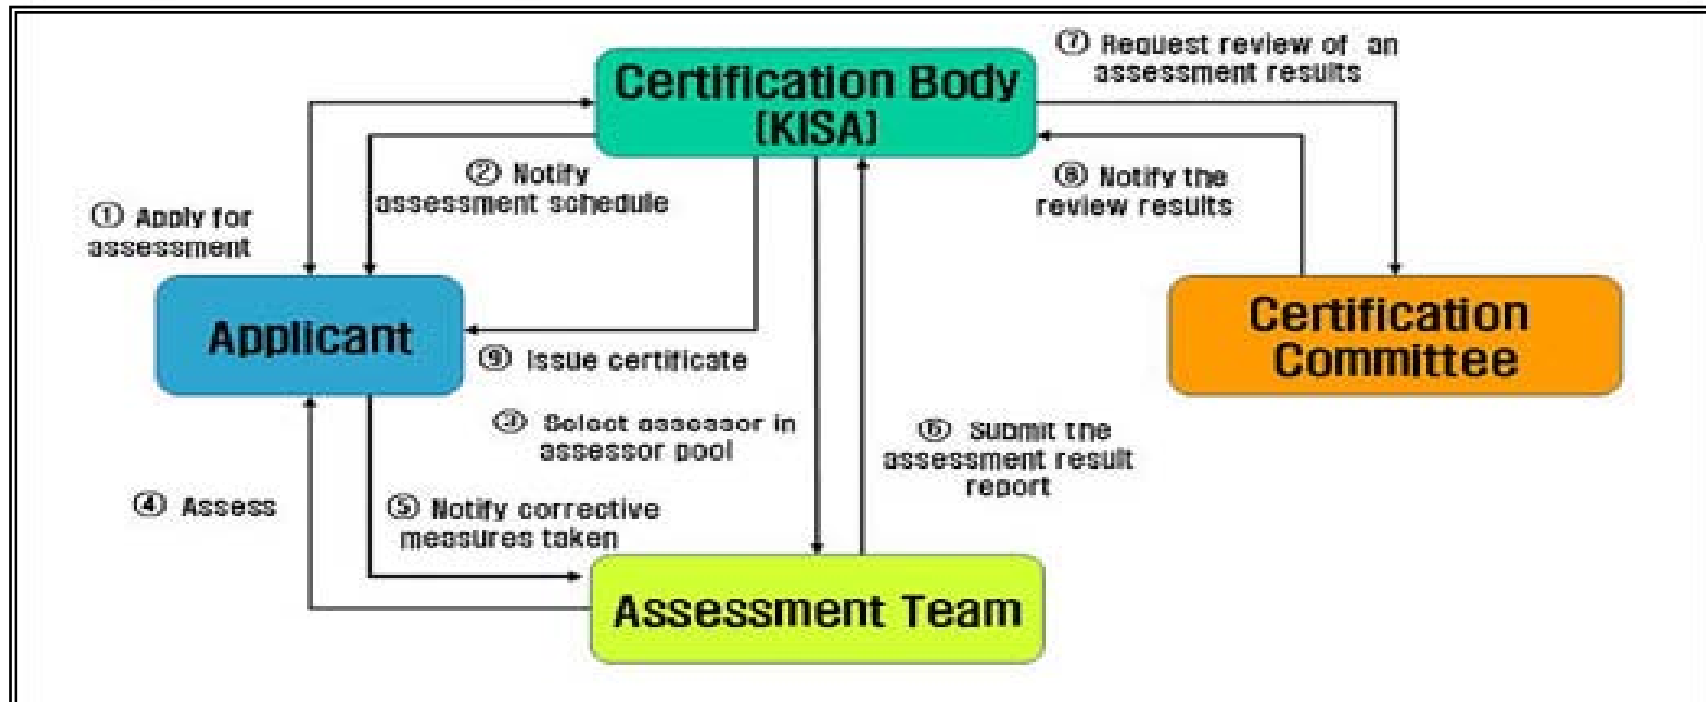 Certification Body
(KISA)
⑦ Request review of an
assessment results
② Notify
assessment schedule
⑧ Notify the
review results
① Apply for
assessment
Applicant
Certification
Committee
⑨ Issue certificate
③ Select assessor in
assessor pool
⑥ Submit the
assessment result
report
④ Assess
⑤ Notify corrective
measures taken
Assessment Team